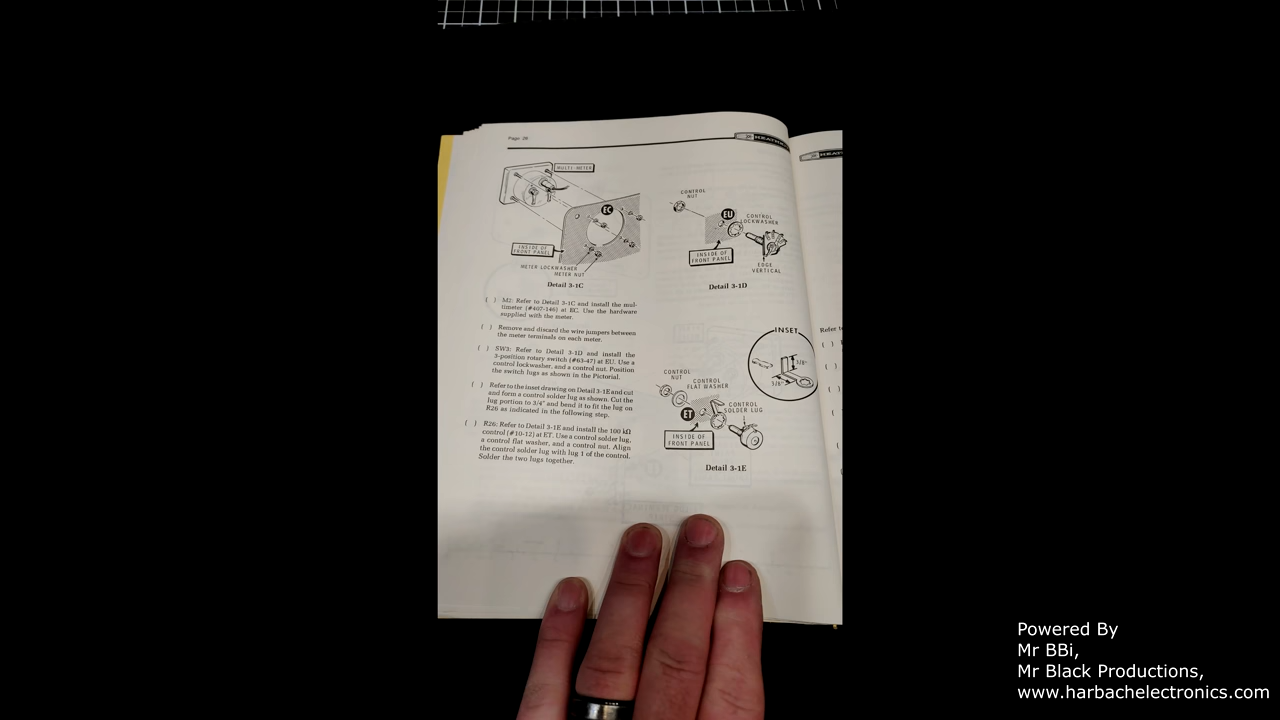 Page 28
HEATHKIT
MULTI-METER
EC
INSIDE OF
FRONT PANEL
METER LOCKWASHER
METER NUT
Detail 3-1C
CONTROL
NUT
EU
CONTROL
LOCKWASHER
INSIDE OF
FRONT PANEL
EDGE
VERTICAL
Detail 3-1D
( ) M2: Refer to Detail 3-1C and install the mul-
timeter (#407-146) at EC. Use the hardware
supplied with the meter.
( ) Remove and discard the wire jumpers between
the meter terminals on each meter.
( ) SW3: Refer to Detail 3-1D and install the
3-position rotary switch (#63-47) at EU. Use a
control lockwasher, and a control nut. Position
the switch lugs as shown in the Pictorial.
( ) Refer to the inset drawing on Detail 3-1E and cut
and form a control solder lug as shown. Cut the
lug portion to 3/4" and bend it to fit the lug on
R26 as indicated in the following step.
( ) R26: Refer to Detail 3-1E and install the 100 kΩ
control (#10-12) at ET. Use a control solder lug,
a control flat washer, and a control nut. Align
the control solder lug with lug 1 of the control.
Solder the two lugs together.
INSET
3/8"
3/8"
CONTROL
NUT
CONTROL
FLAT WASHER
ET
CONTROL
SOLDER LUG
INSIDE OF
FRONT PANEL
Detail 3-1E
Refer to
( )
( )
( )
(
(
(
Powered By
Mr BBi,
Mr Black Productions,
www.harbachelectronics.com